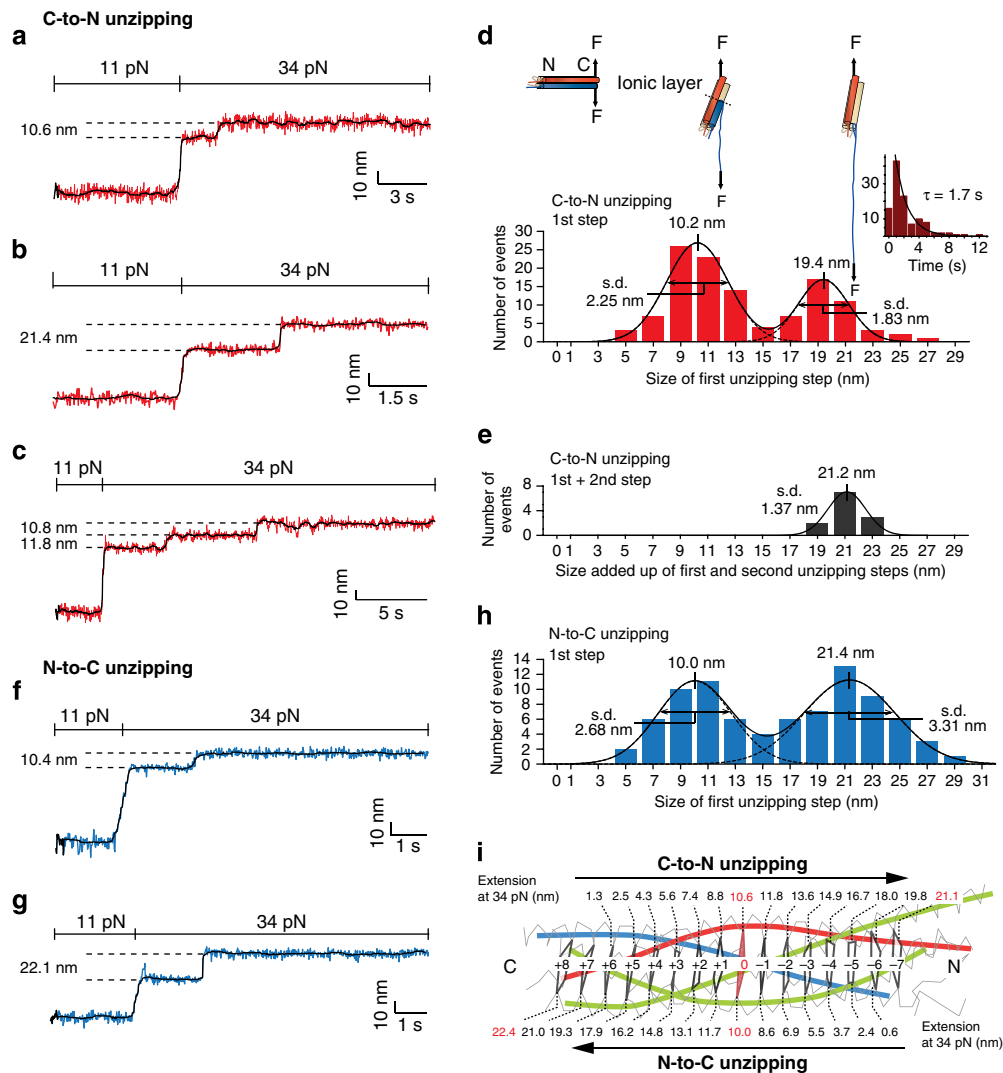 C-to-N unzipping
a
11 pN 34 pN
10.6 nm
10 nm
3 s
b
11 pN 34 pN
21.4 nm
10 nm
1.5 s
c
11 pN 34 pN
10.8 nm
11.8 nm
10 nm
5 s
N-to-C unzipping
f
11 pN 34 pN
10.4 nm
10 nm
1 s
g
11 pN 34 pN
22.1 nm
10 nm
1 s
d
F F F
N C Ionic layer
F
F
F
30
10
τ = 1.7 s
0 4 8 12
Time (s)
C-to-N unzipping
1st step
10.2 nm
19.4 nm
s.d.
2.25 nm
s.d.
1.83 nm
Number of events
30
25
20
15
10
5
0
0 1 3 5 7 9 11 13 15 17 19 21 23 25 27 29
Size of first unzipping step (nm)
e
C-to-N unzipping
1st + 2nd step
21.2 nm
s.d.
1.37 nm
Number of
events
8
4
0
0 1 3 5 7 9 11 13 15 17 19 21 23 25 27 29
Size added up of first and second unzipping steps (nm)
h
N-to-C unzipping
1st step
10.0 nm
21.4 nm
s.d.
2.68 nm
s.d.
3.31 nm
Number of events
14
12
10
8
6
4
2
0
0 1 3 5 7 9 11 13 15 17 19 21 23 25 27 29 31
Size of first unzipping step (nm)
i
C-to-N unzipping
Extension
at 34 pN (nm)
1.3 2.5 4.3 5.6 7.4 8.8 10.6 11.8 13.6 14.9 16.7 18.0 19.8 21.1
C +8 +7 +6 +5 +4 +3 +2 +1 0 −1 −2 −3 −4 −5 −6 −7 N
22.4 21.0 19.3 17.9 16.2 14.8 13.1 11.7 10.0 8.6 6.9 5.5 3.7 2.4 0.6
Extension
at 34 pN (nm)
N-to-C unzipping